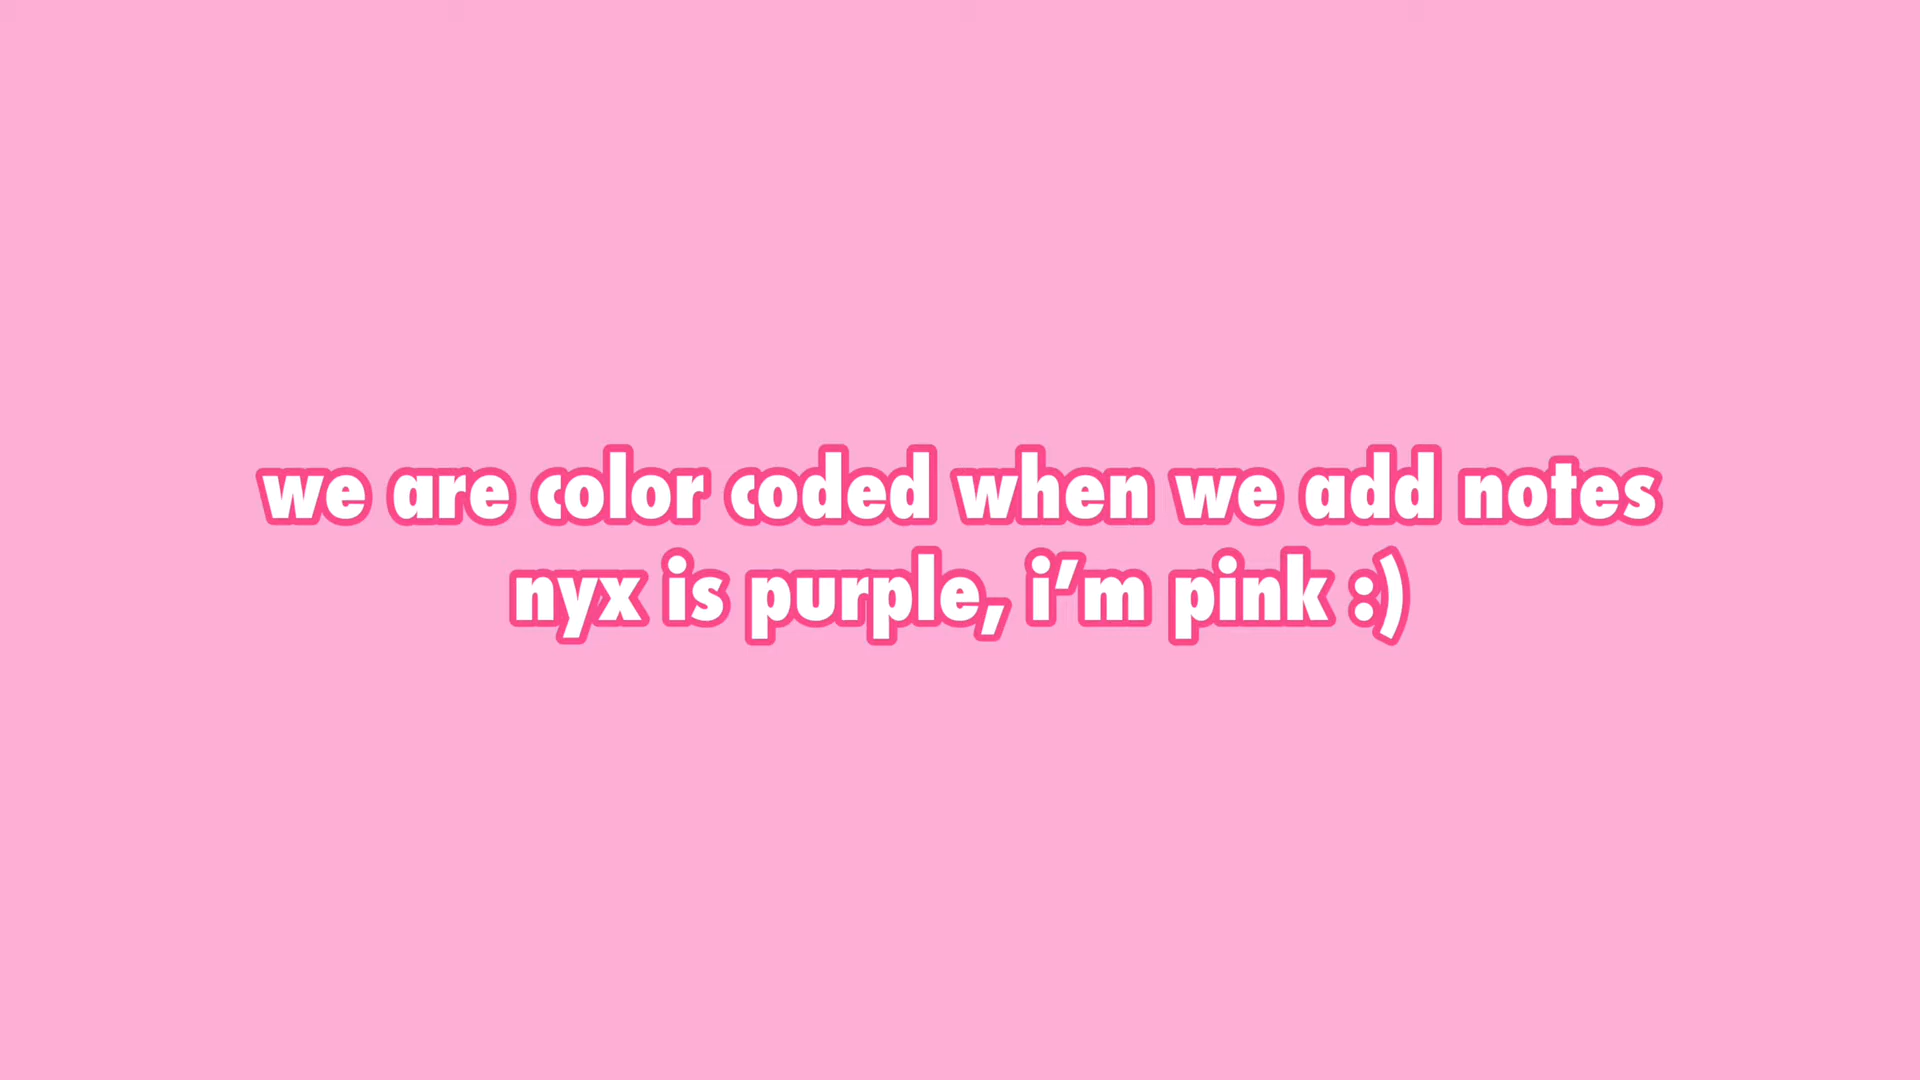 we are color coded when we add notes
nyx is purple, i’m pink :)